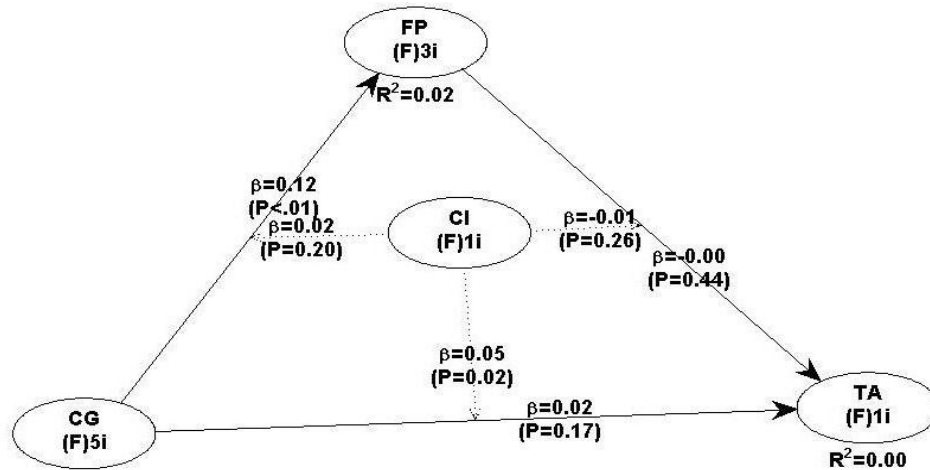 FP
(F)3i
R²=0.02
β=0.12
(P<.01)
β=0.02
(P=0.20)
CI
(F)1i
β=-0.01
(P=0.26)
β=-0.00
(P=0.44)
β=0.05
(P=0.02)
CG
(F)5i
β=0.02
(P=0.17)
TA
(F)1i
R²=0.00